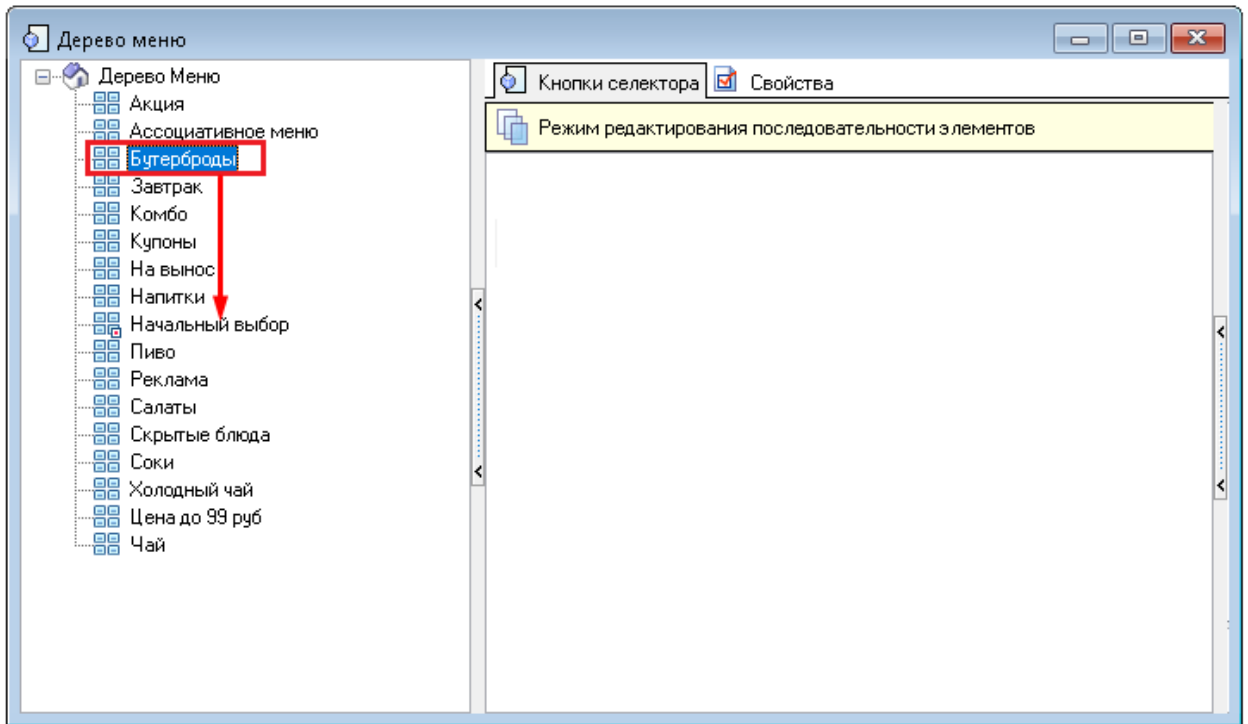 Дерево меню
Дерево Меню
Акция
Ассоциативное меню
Бутерброды
Завтрак
Комбо
Купоны
На вынос
Напитки
Начальный выбор
Пиво
Реклама
Салаты
Скрытые блюда
Соки
Холодный чай
Цена до 99 руб
Чай
Кнопки селектора Свойства
Режим редактирования последовательности элементов